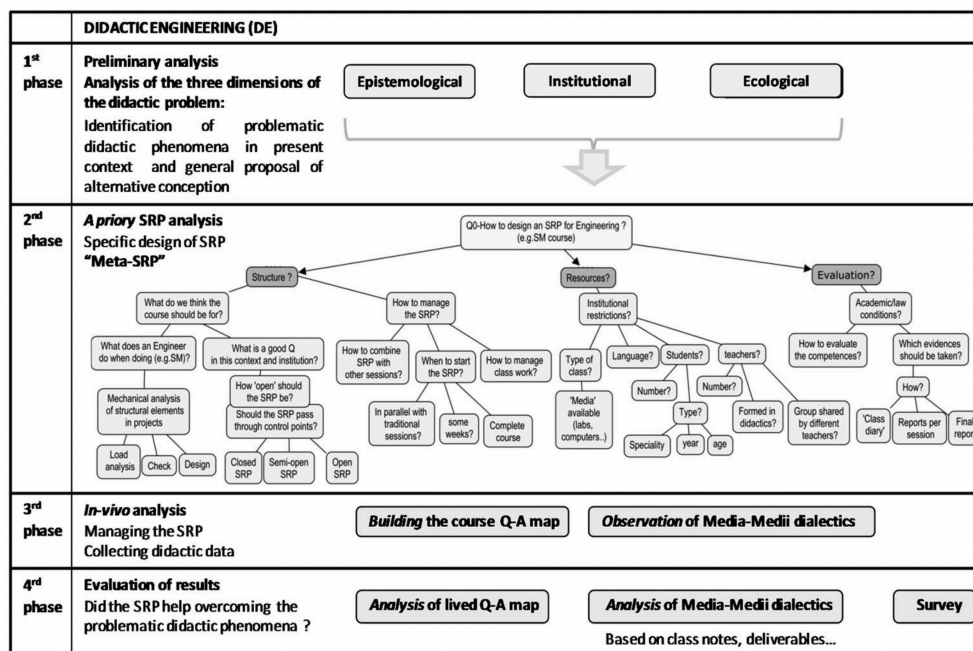 DIDACTIC ENGINEERING (DE)
1st
phase
Preliminary analysis
Analysis of the three dimensions of
the didactic problem:
Identification of problematic
didactic phenomena in present
context and general proposal of
alternative conception
Epistemological
Institutional
Ecological
2nd
phase
A priory SRP analysis
Specific design of SRP
“Meta-SRP”
Q0-How to design an SRP for Engineering ?
(e.g.SM course)
Structure ?
Resources?
Evaluation?
What do we think the
course should be for?
How to manage
the SRP?
Institutional
restrictions?
Academic/law
conditions?
What does an Engineer
do when doing (e.g.SM)?
What is a good Q
in this context and institution?
How to combine
SRP with
other sessions?
When to start
the SRP?
How to manage
class work?
Type of
class?
Language?
Students?
teachers?
How to evaluate
the competences?
Which evidences
should be taken?
Mechanical analysis
of structural elements
in projects
How 'open' should
the SRP be?
Should the SRP pass
through control points?
In parallel with
traditional
sessions?
some
weeks?
Complete
course
'Media'
available
(labs,
computers..)
Number?
Type?
Number?
Formed in
didactics?
Group shared
by different
teachers?
How?
Load
analysis
Check
Design
Closed
SRP
Semi-open
SRP
Open
SRP
Speciality
year
age
'Class
diary'
Reports per
session
Final
report
3rd
phase
In-vivo analysis
Managing the SRP
Collecting didactic data
Building the course Q-A map
Observation of Media-Medii dialectics
4rd
phase
Evaluation of results
Did the SRP help overcoming the
problematic didactic phenomena ?
Analysis of lived Q-A map
Analysis of Media-Medii dialectics
Survey
Based on class notes, deliverables...